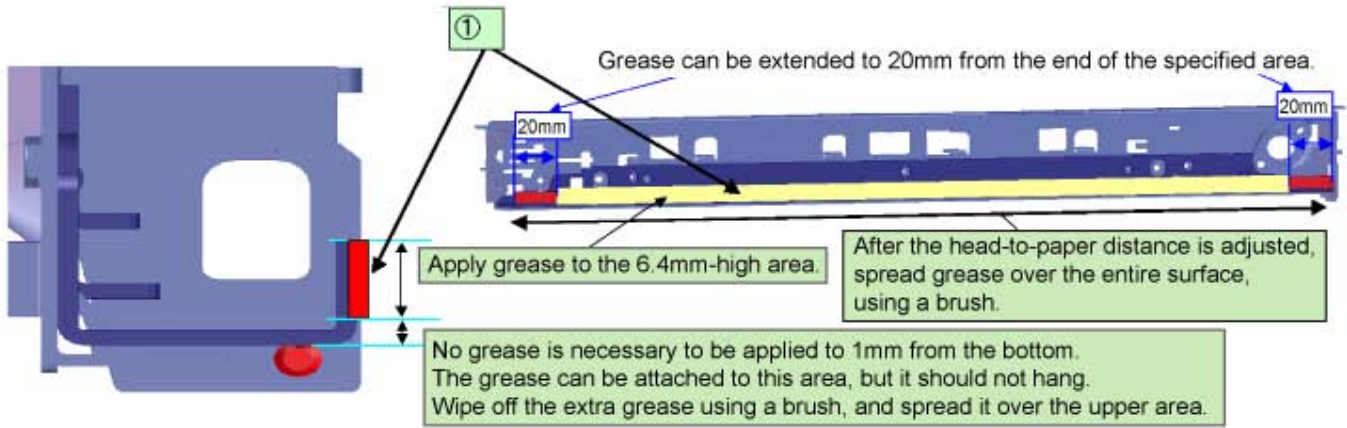 ①
Grease can be extended to 20mm from the end of the specified area.
20mm
20mm
Apply grease to the 6.4mm-high area.
After the head-to-paper distance is adjusted,
spread grease over the entire surface,
using a brush.
No grease is necessary to be applied to 1mm from the bottom.
The grease can be attached to this area, but it should not hang.
Wipe off the extra grease using a brush, and spread it over the upper area.